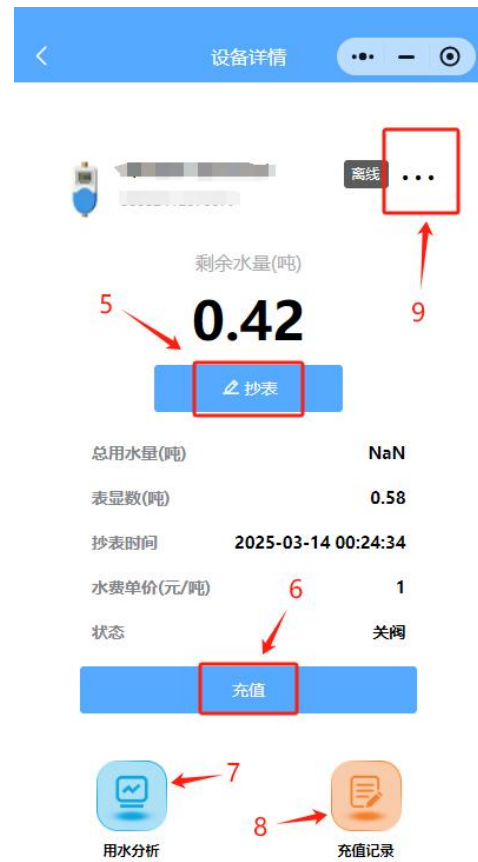 设备详情
离线
剩余水量(吨)
5
9
0.42
抄表
总用水量(吨) NaN
表显数(吨) 0.58
抄表时间 2025-03-14 00:24:34
水费单价(元/吨) 1
6
状态 关阀
充值
7
8
用水分析 充值记录